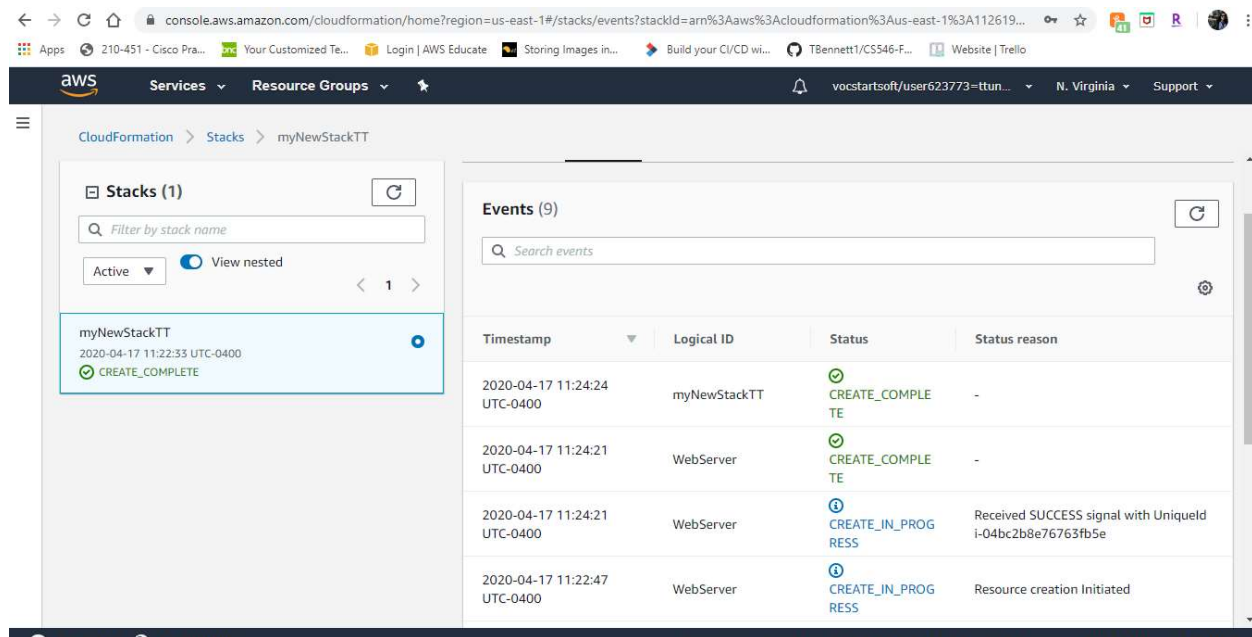 console.aws.amazon.com/cloudformation/home?region=us-east-1#/stacks/events?stackId=arn%3Aaws%3Acloudformation%3Aus-east-1%3A112619...
41
R
Apps 210-451 - Cisco Pra... Your Customized Te... Login | AWS Educate Storing Images in... Build your CI/CD wi... TBennett1/CS546-F... Website | Trello
aws Services Resource Groups vocstartsoft/user623773=ttun... N. Virginia Support
CloudFormation > Stacks > myNewStackTT
Stacks (1)
Filter by stack name
Active View nested
< 1 >
myNewStackTT
2020-04-17 11:22:33 UTC-0400
CREATE_COMPLETE
Events (9)
Search events
Timestamp Logical ID Status Status reason
2020-04-17 11:24:24
UTC-0400
myNewStackTT
CREATE_COMPLE
TE
-
2020-04-17 11:24:21
UTC-0400
WebServer
CREATE_COMPLE
TE
-
2020-04-17 11:24:21
UTC-0400
WebServer
CREATE_IN_PROG
RESS
Received SUCCESS signal with UniqueId
i-04bc2b8e76763fb5e
2020-04-17 11:22:47
UTC-0400
WebServer
CREATE_IN_PROG
RESS
Resource creation Initiated